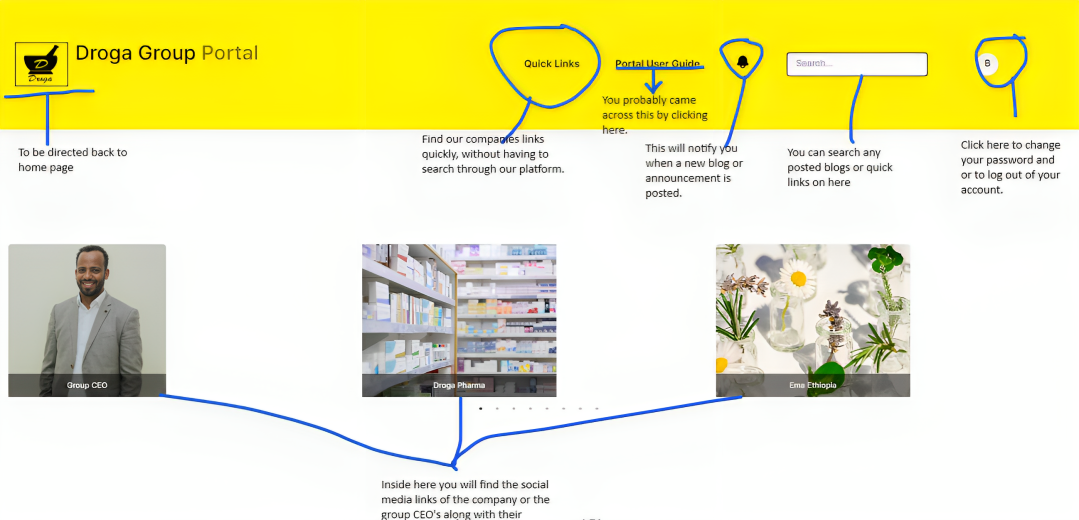 Droga Group Portal
Droga
Quick Links
Portal User Guide
Search...
B
You probably came
across this by clicking
here.
Find our companies links
quickly, without having to
search through our platform.
To be directed back to
home page
This will notify you
when a new blog or
announcement is
posted.
You can search any
posted blogs or quick
links on here
Click here to change
your password and
or to log out of your
account.
Group CEO
Droga Pharma
Ema Ethiopia
Inside here you will find the social
media links of the company or the
group CEO's along with their